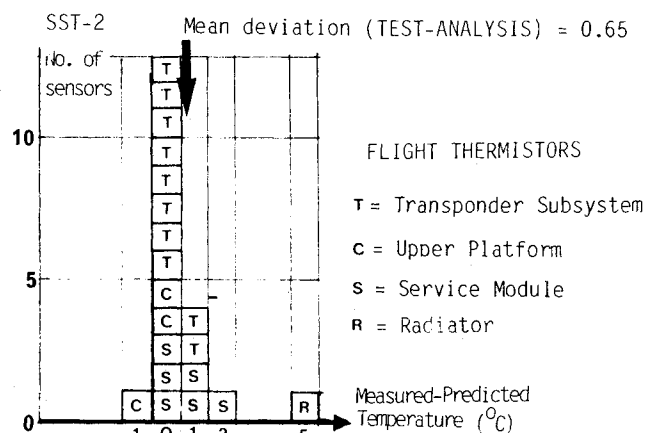 SST-2
Mean deviation (TEST-ANALYSIS) = 0.65
No. of
sensors
T
T
T
10
T
FLIGHT THERMISTORS
T
T
T = Transponder Subsystem
T
C = Upper Platform
T
5
C
S = Service Module
C T
R = Radiator
S T
S S
C S S S R
Measured-Predicted
0
Temperature (°C)